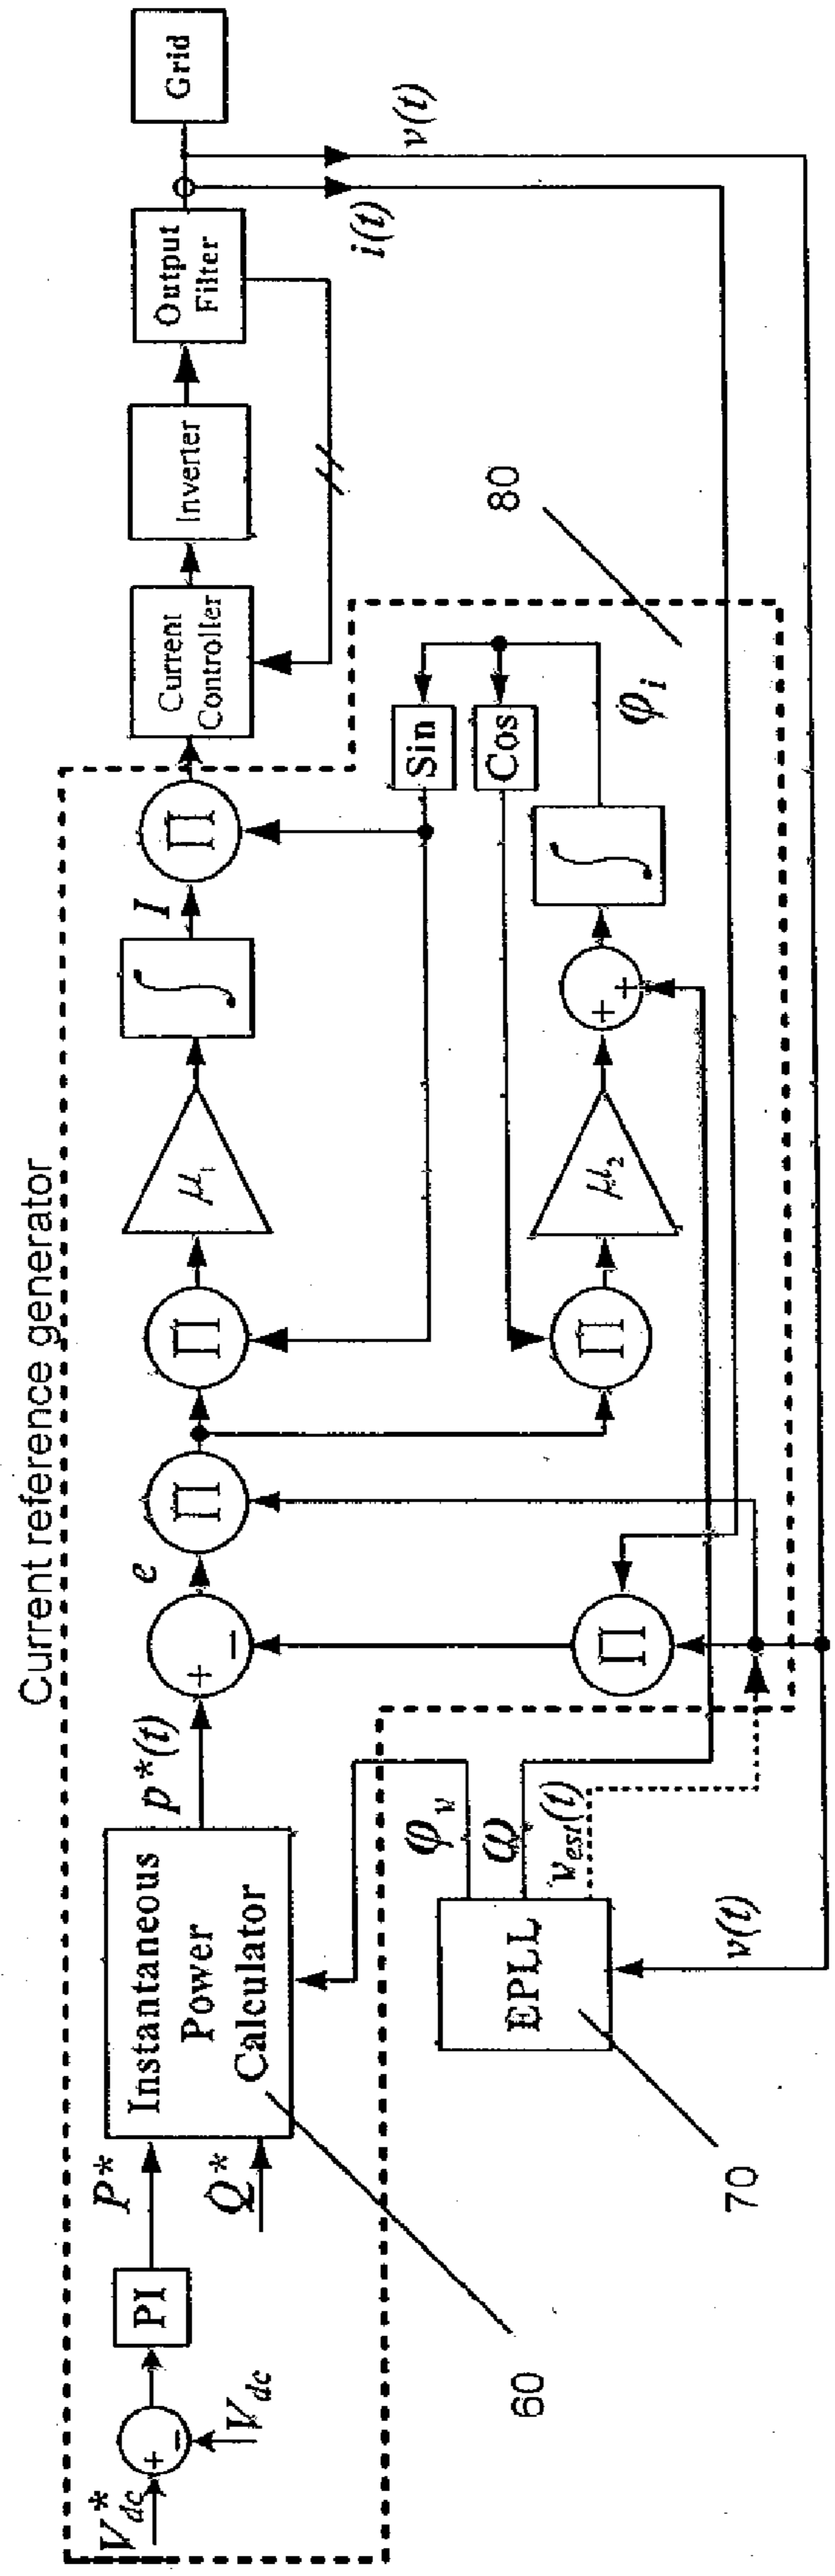 Current reference generator
V*dc
Vdc
+
−
PI
P*
Q*
Instantaneous
Power
Calculator
60
p*(t)
+
−
e
∏
∏
μ1
∫
I
∏
Current
Controller
Inverter
Output
Filter
Grid
i(t)
v(t)
Sin
Cos
φi
∏
μ2
+
+
∫
80
∏
EPLL
φv
ω
vest(t)
v(t)
70